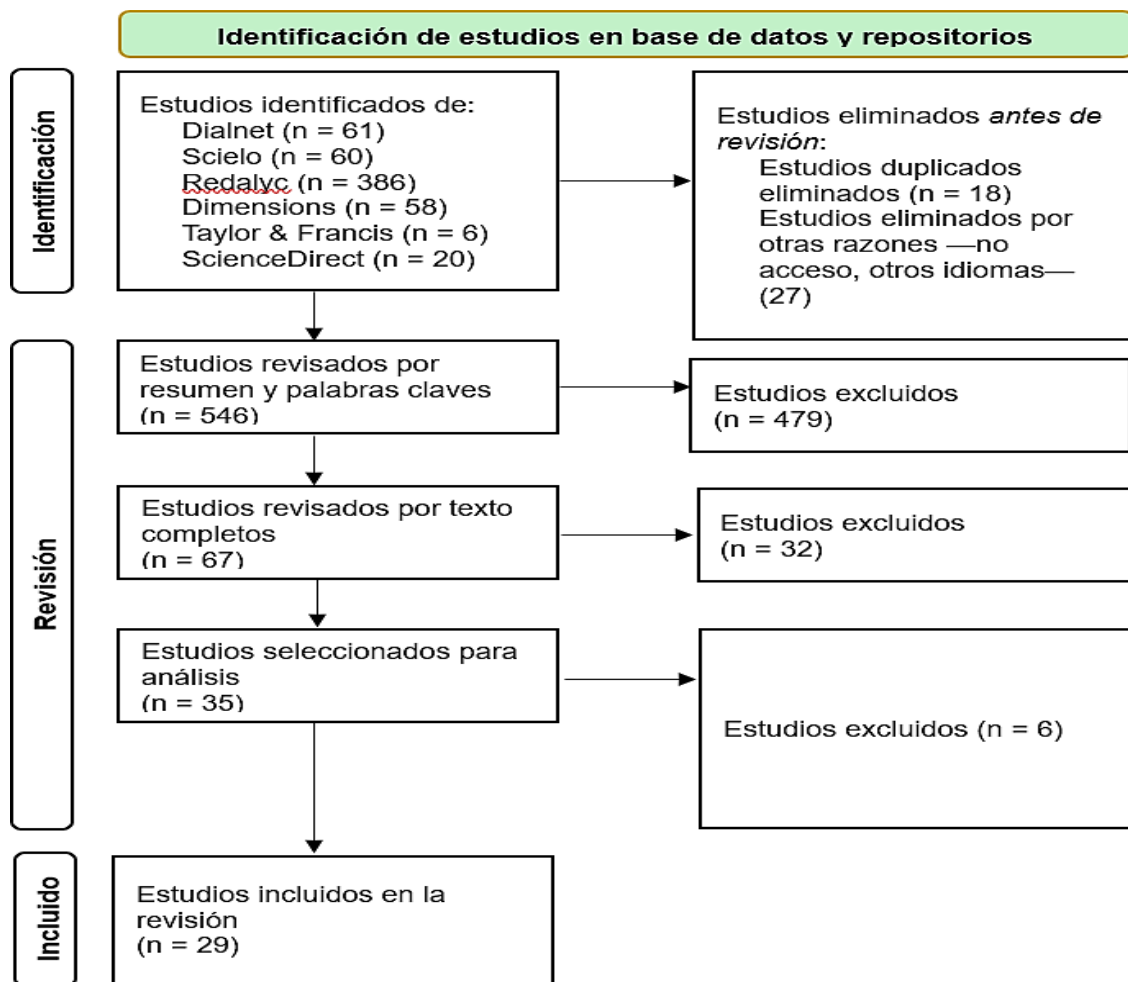 Identificación de estudios en base de datos y repositorios
Identificación
Estudios identificados de:
Dialnet (n = 61)
Scielo (n = 60)
Redalyc (n = 386)
Dimensions (n = 58)
Taylor & Francis (n = 6)
ScienceDirect (n = 20)
Estudios eliminados antes de
revisión:
Estudios duplicados
eliminados (n = 18)
Estudios eliminados por
otras razones —no
acceso, otros idiomas—
(27)
Revisión
Estudios revisados por
resumen y palabras claves
(n = 546)
Estudios excluidos
(n = 479)
Estudios revisados por texto
completos
(n = 67)
Estudios excluidos
(n = 32)
Estudios seleccionados para
análisis
(n = 35)
Estudios excluidos (n = 6)
Incluido
Estudios incluidos en la
revisión
(n = 29)